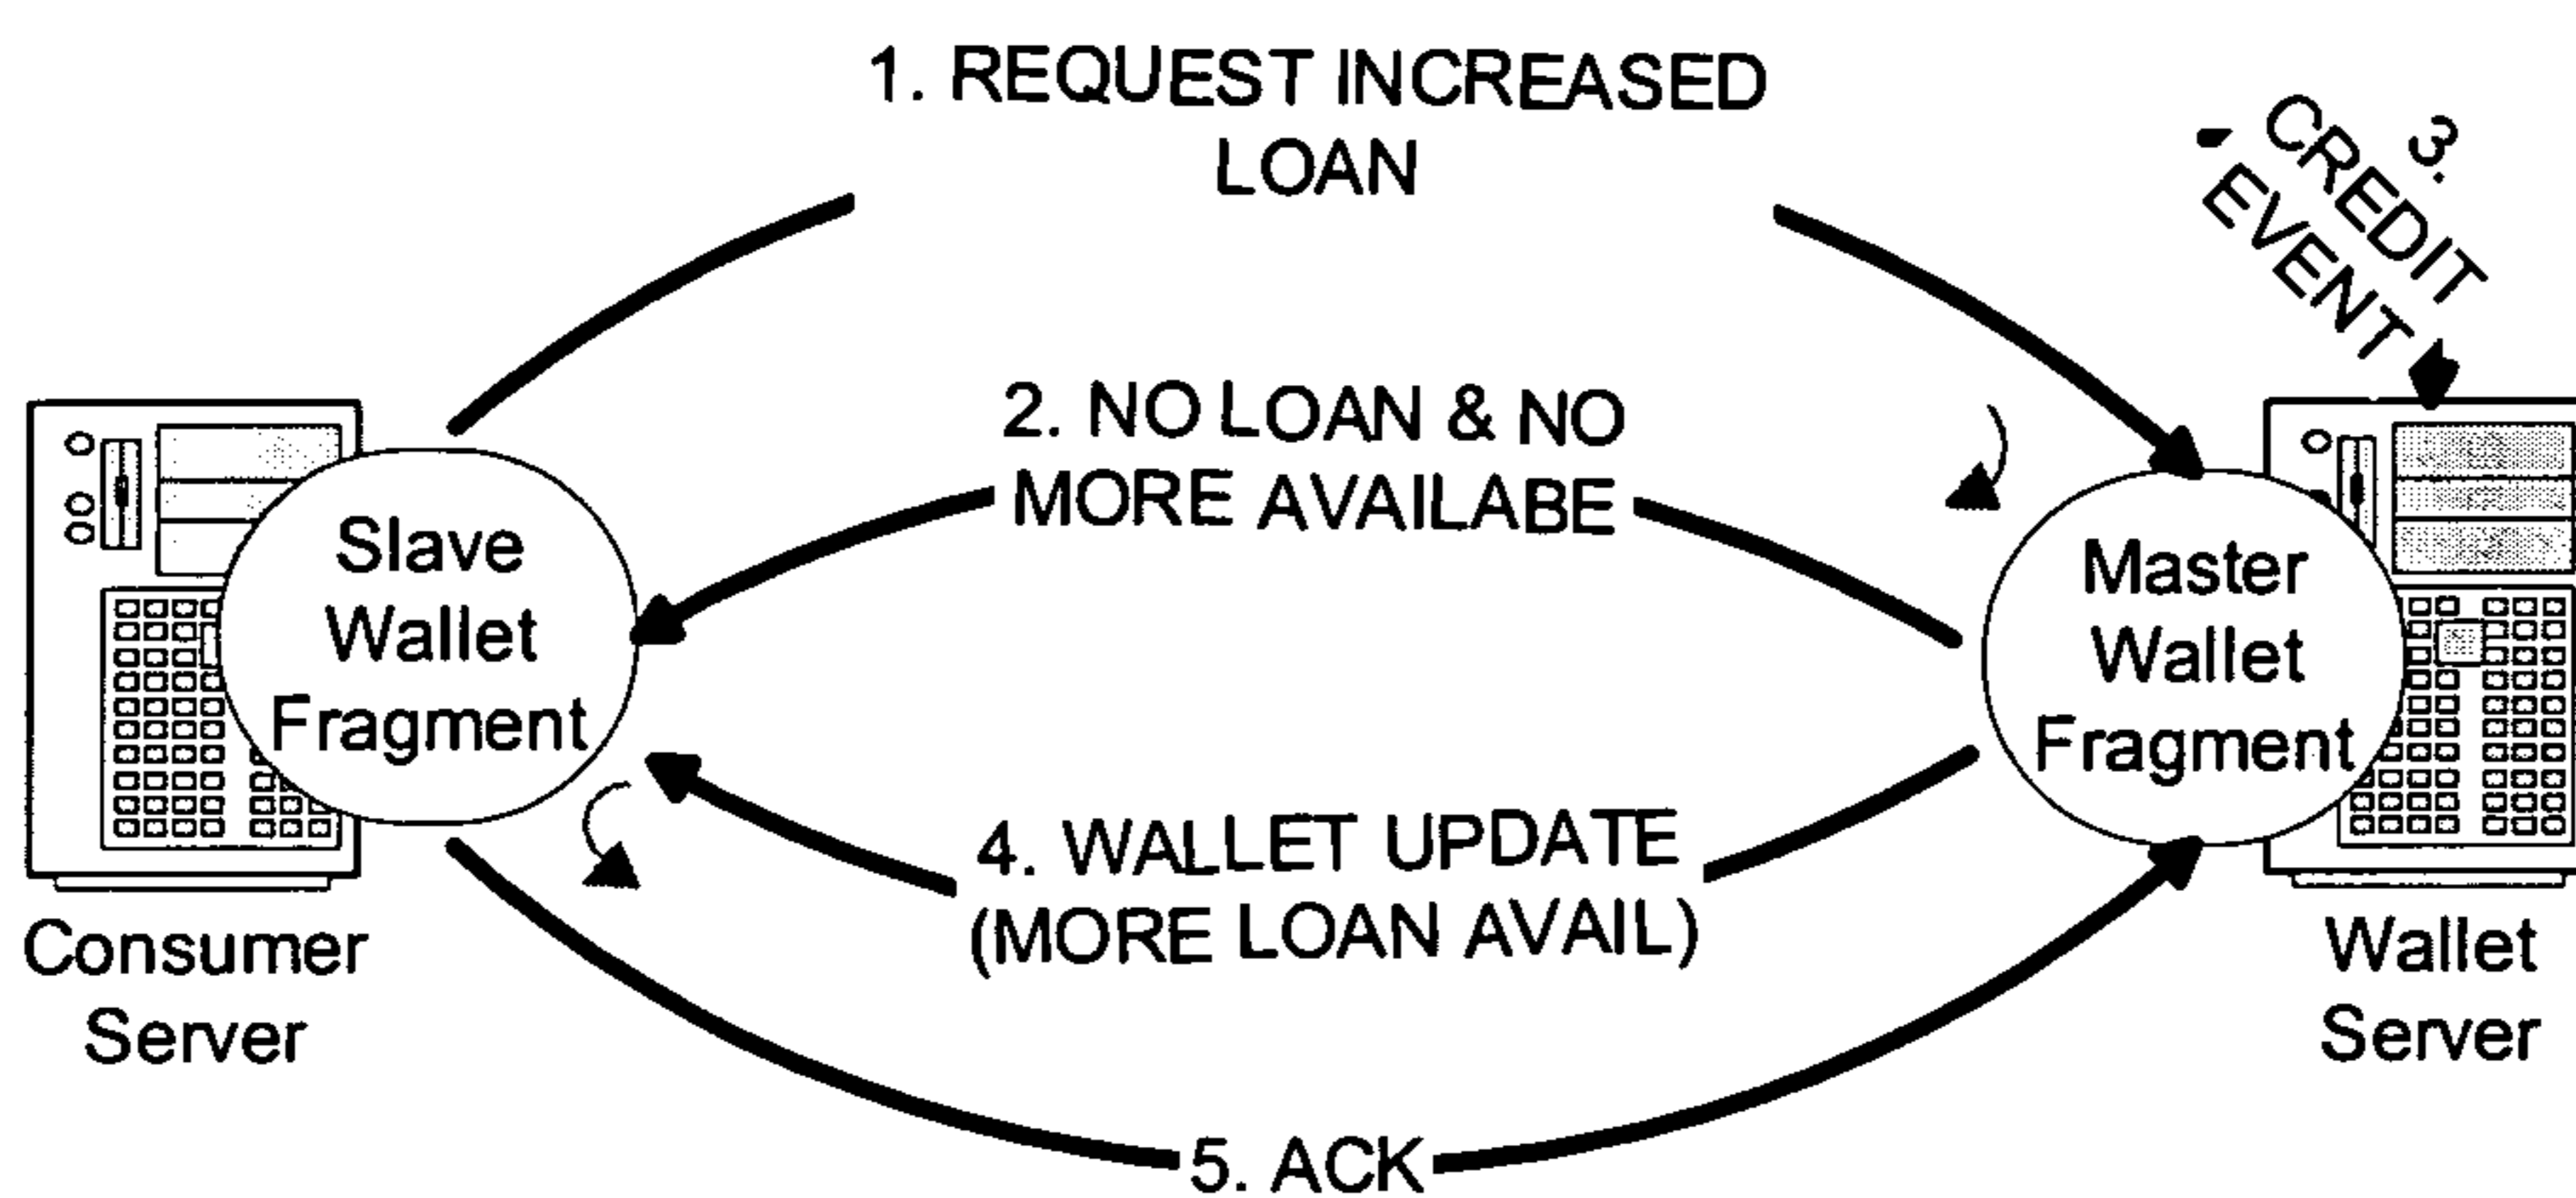 1. REQUEST INCREASED
LOAN
3.
CREDIT
EVENT
2. NO LOAN & NO
MORE AVAILABE
Slave
Wallet
Fragment
Master
Wallet
Fragment
4. WALLET UPDATE
(MORE LOAN AVAIL)
Consumer
Server
Wallet
Server
5. ACK